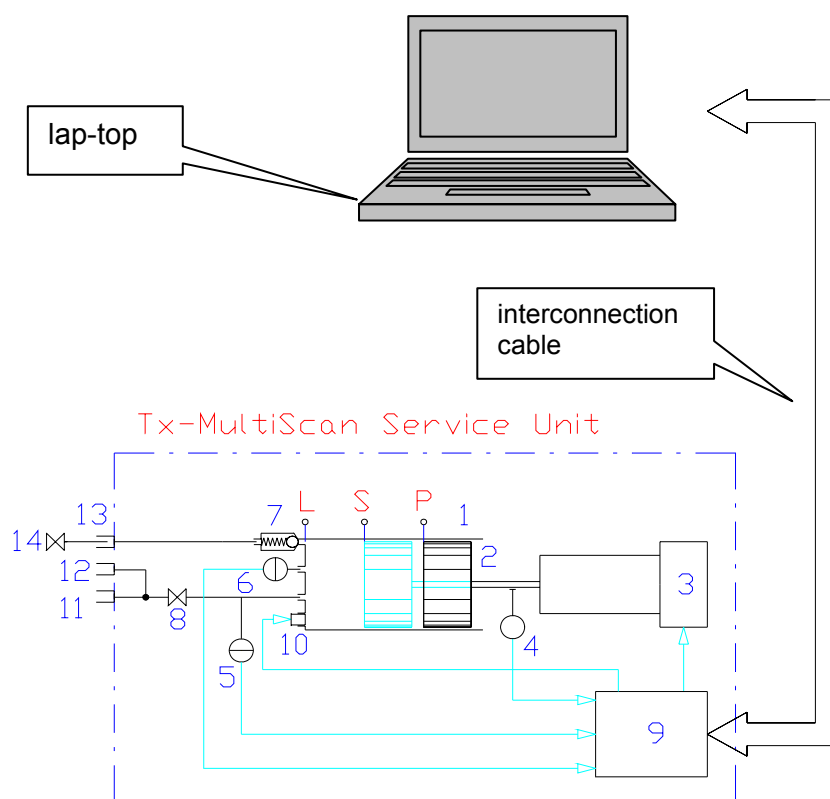 lap-top
interconnection
cable
Tx-MultiScan Service Unit
L S P
7 1
13
14
12 6 2 3
11 8 10 4
5
9